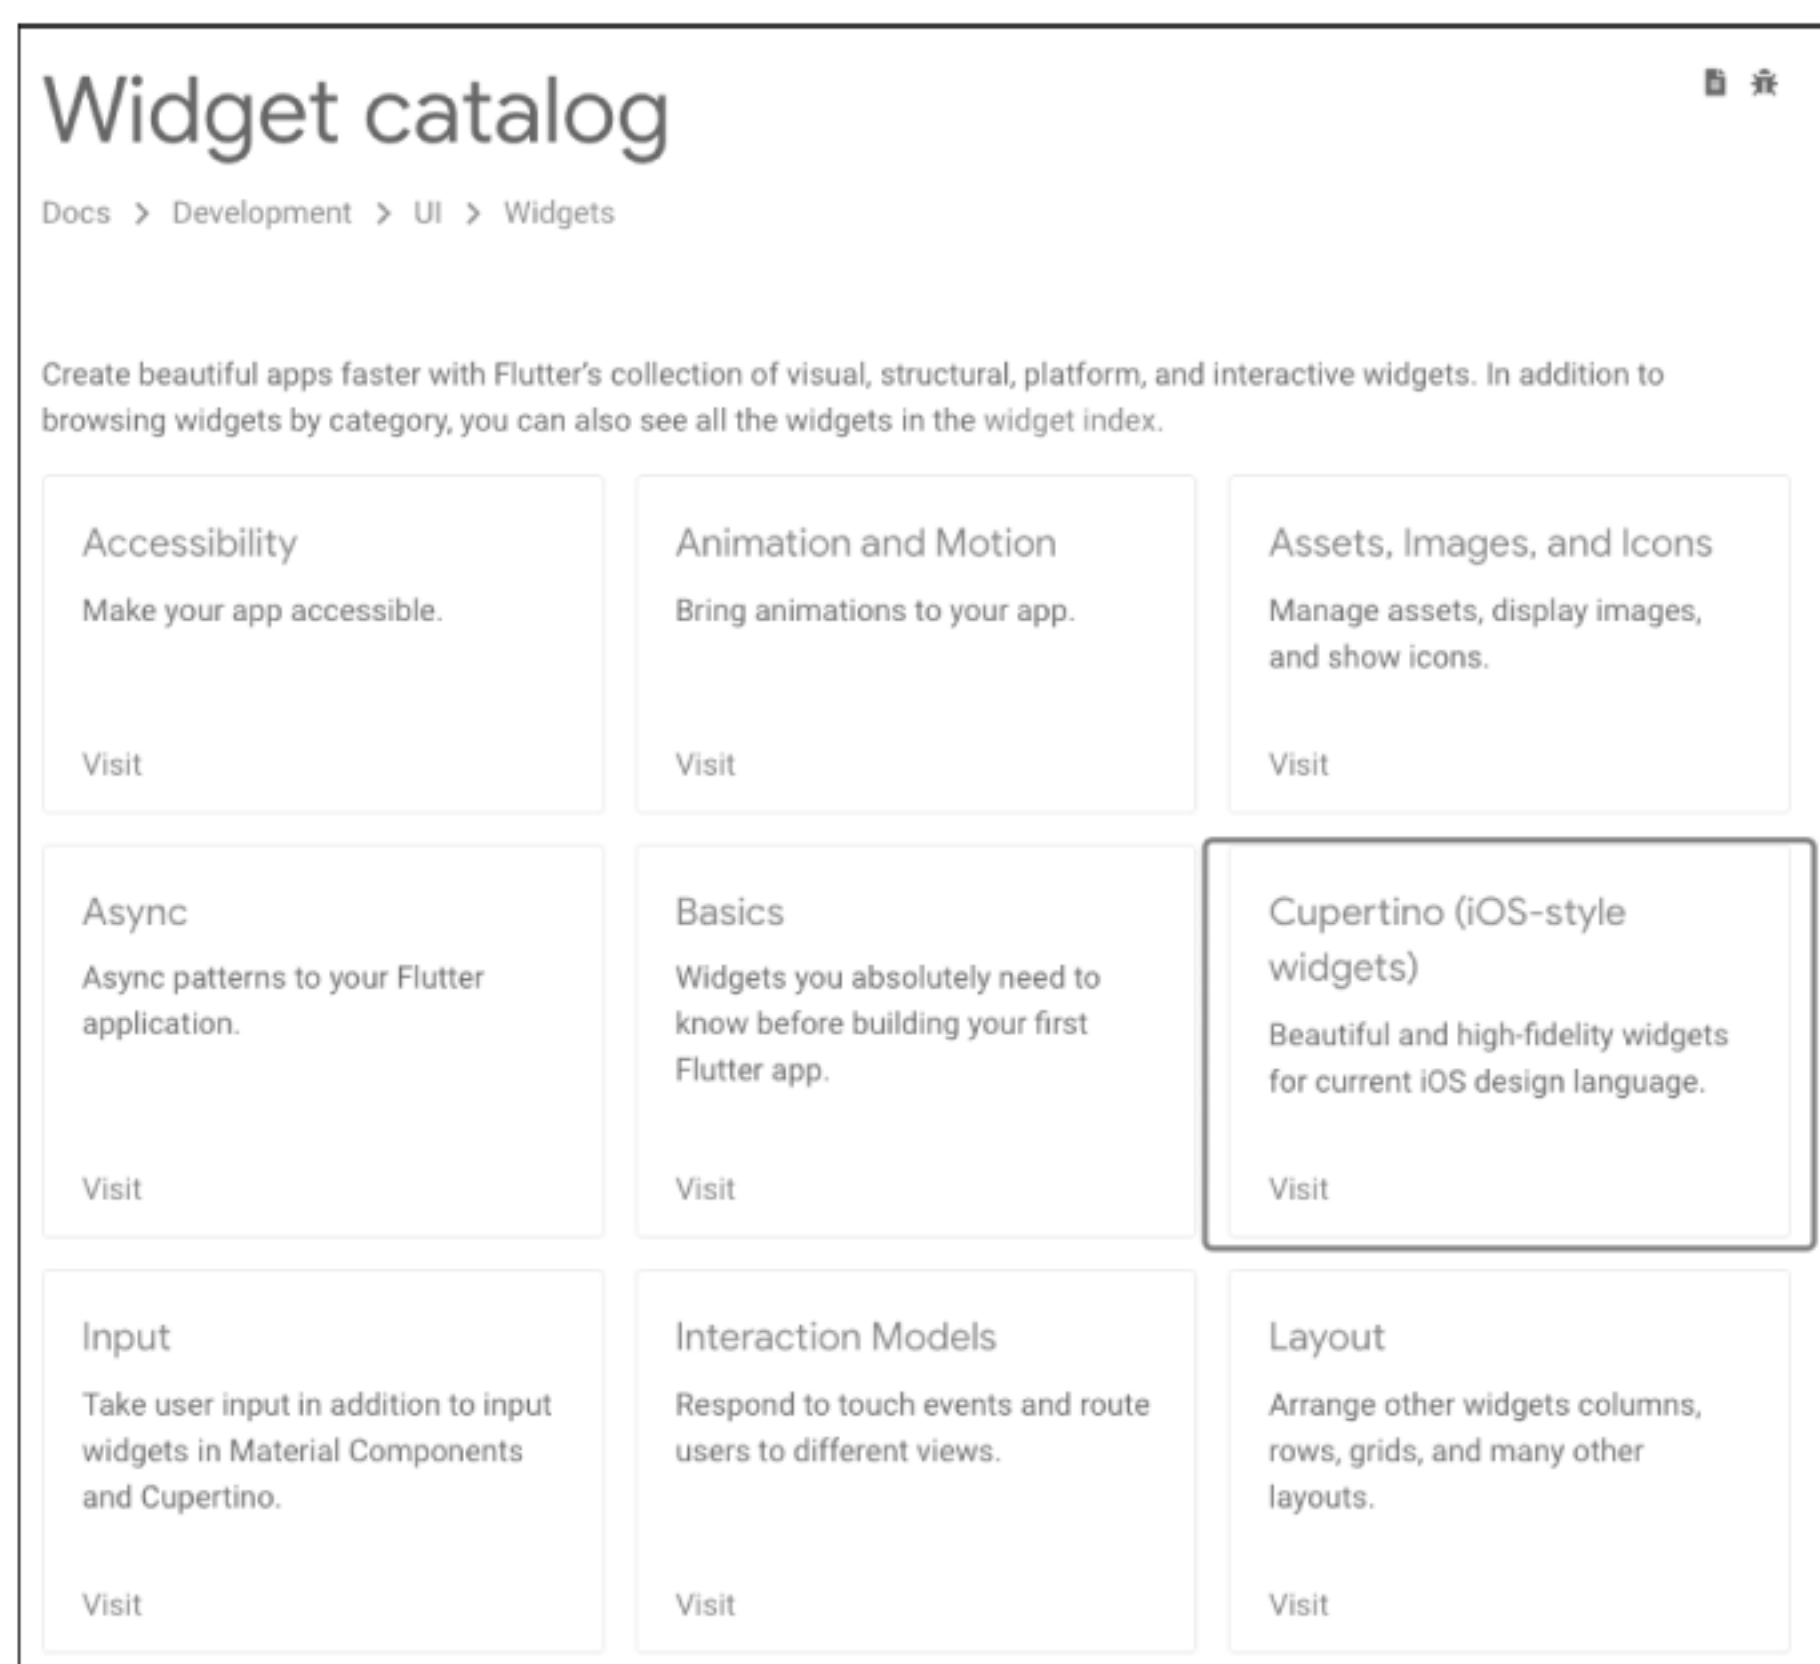 Widget catalog
Docs > Development > UI > Widgets
Create beautiful apps faster with Flutter's collection of visual, structural, platform, and interactive widgets. In addition to
browsing widgets by category, you can also see all the widgets in the widget index.
Accessibility
Make your app accessible.
Visit
Animation and Motion
Bring animations to your app.
Visit
Assets, Images, and Icons
Manage assets, display images,
and show icons.
Visit
Async
Async patterns to your Flutter
application.
Visit
Basics
Widgets you absolutely need to
know before building your first
Flutter app.
Visit
Cupertino (iOS-style
widgets)
Beautiful and high-fidelity widgets
for current iOS design language.
Visit
Input
Take user input in addition to input
widgets in Material Components
and Cupertino.
Visit
Interaction Models
Respond to touch events and route
users to different views.
Visit
Layout
Arrange other widgets columns,
rows, grids, and many other
layouts.
Visit